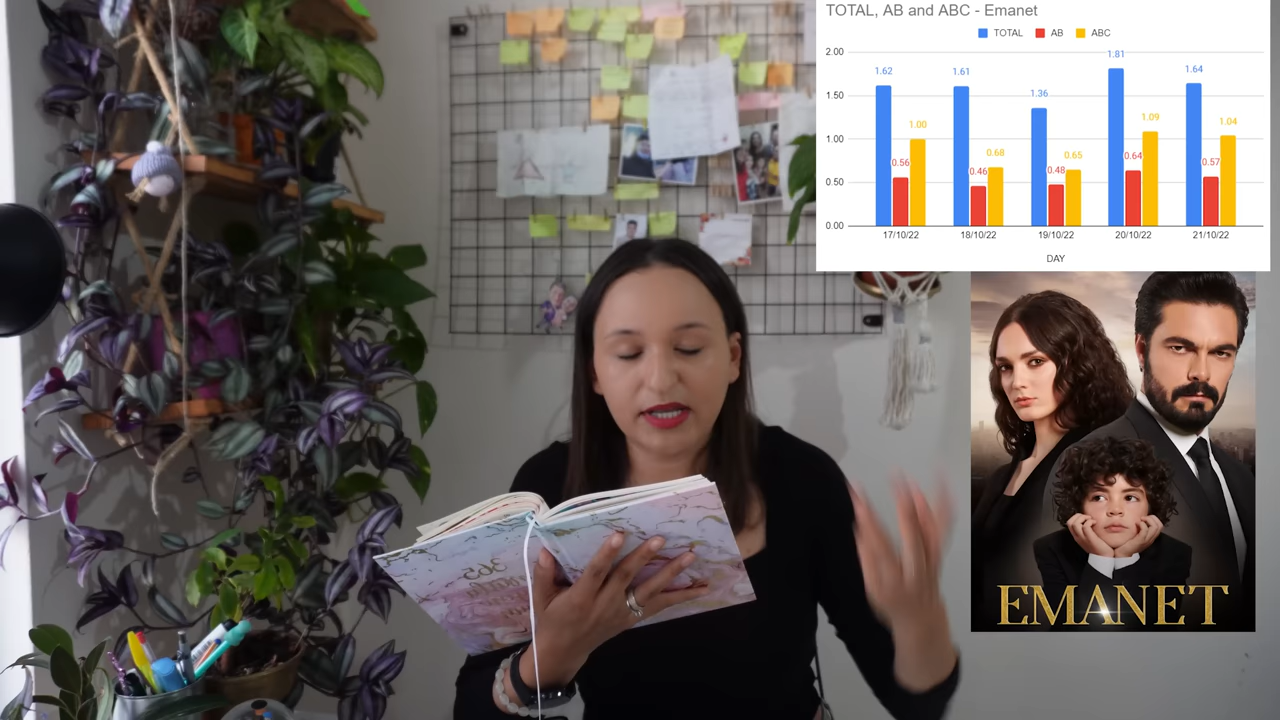 TOTAL, AB and ABC - Emanet
TOTAL AB ABC
2.00
1.50
1.00
0.50
0.00
1.62 0.56 1.00
1.61 0.46 0.68
1.36 0.48 0.65
1.81 0.64 1.09
1.64 0.57 1.04
17/10/22 18/10/22 19/10/22 20/10/22 21/10/22
DAY
365
EMANET